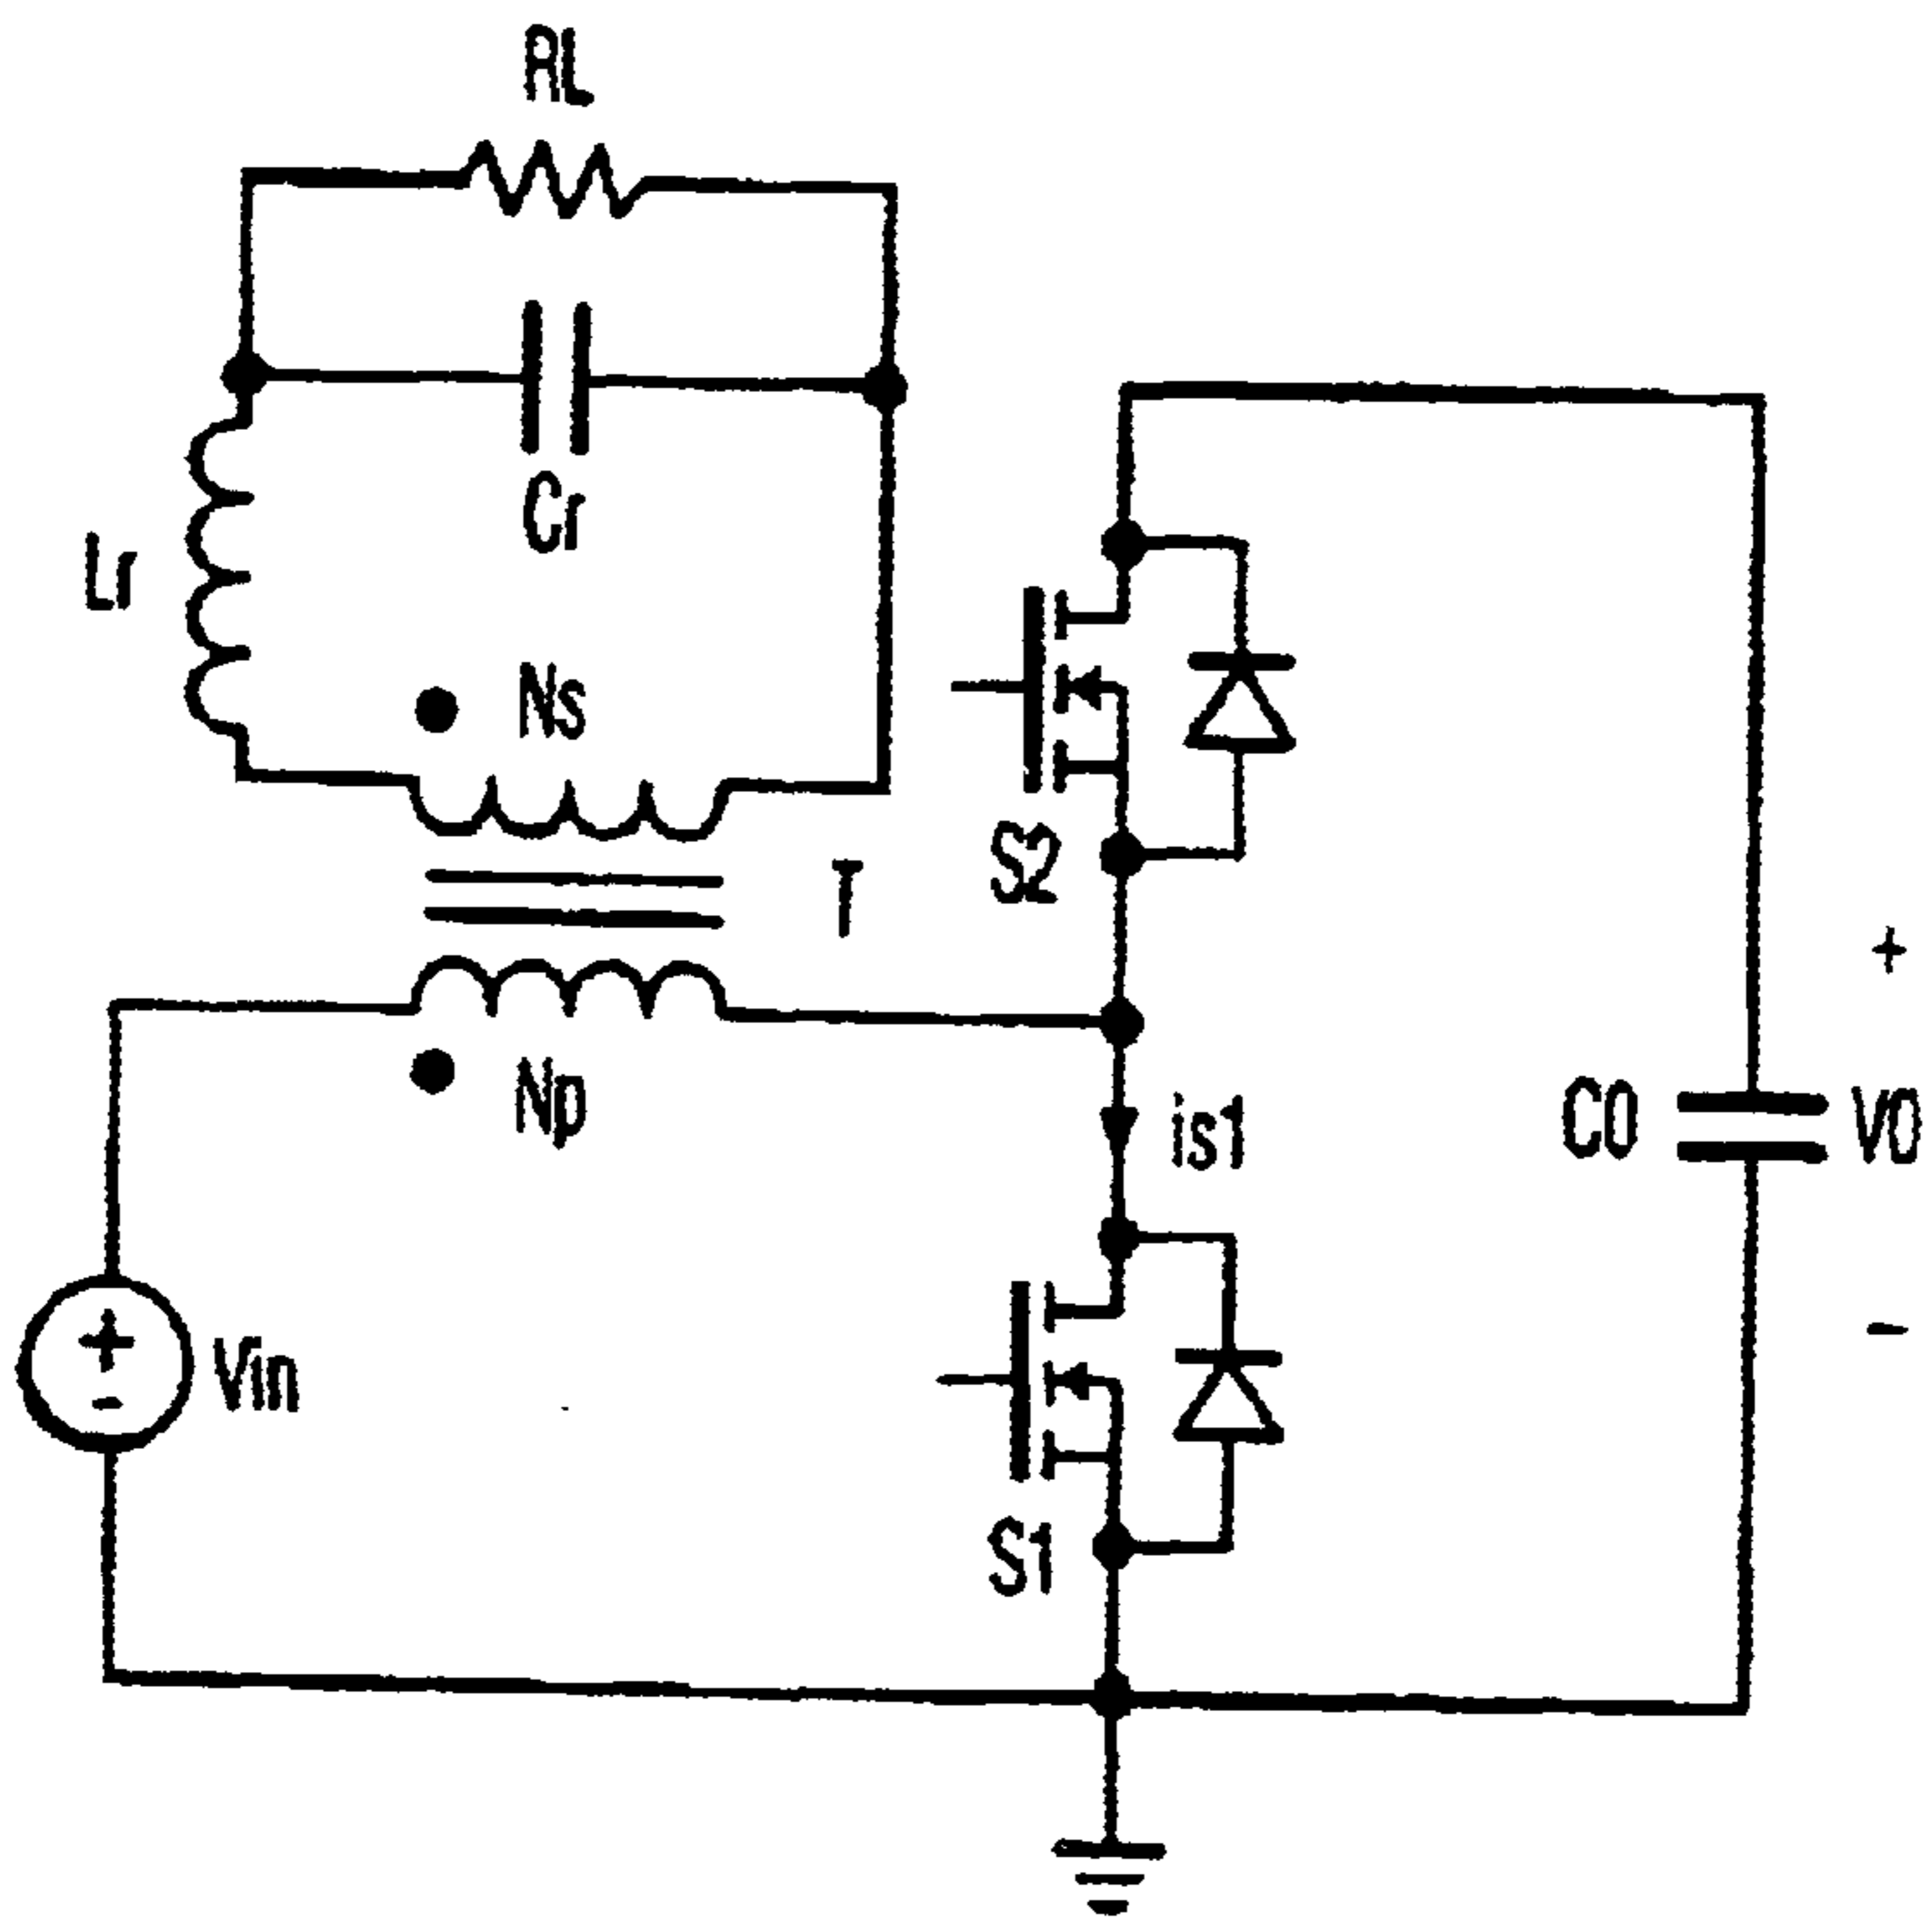 RL
Cr
Lr
Ns
S2
T
+
Np
is1
C0
V0
+
-
Vin
-
S1